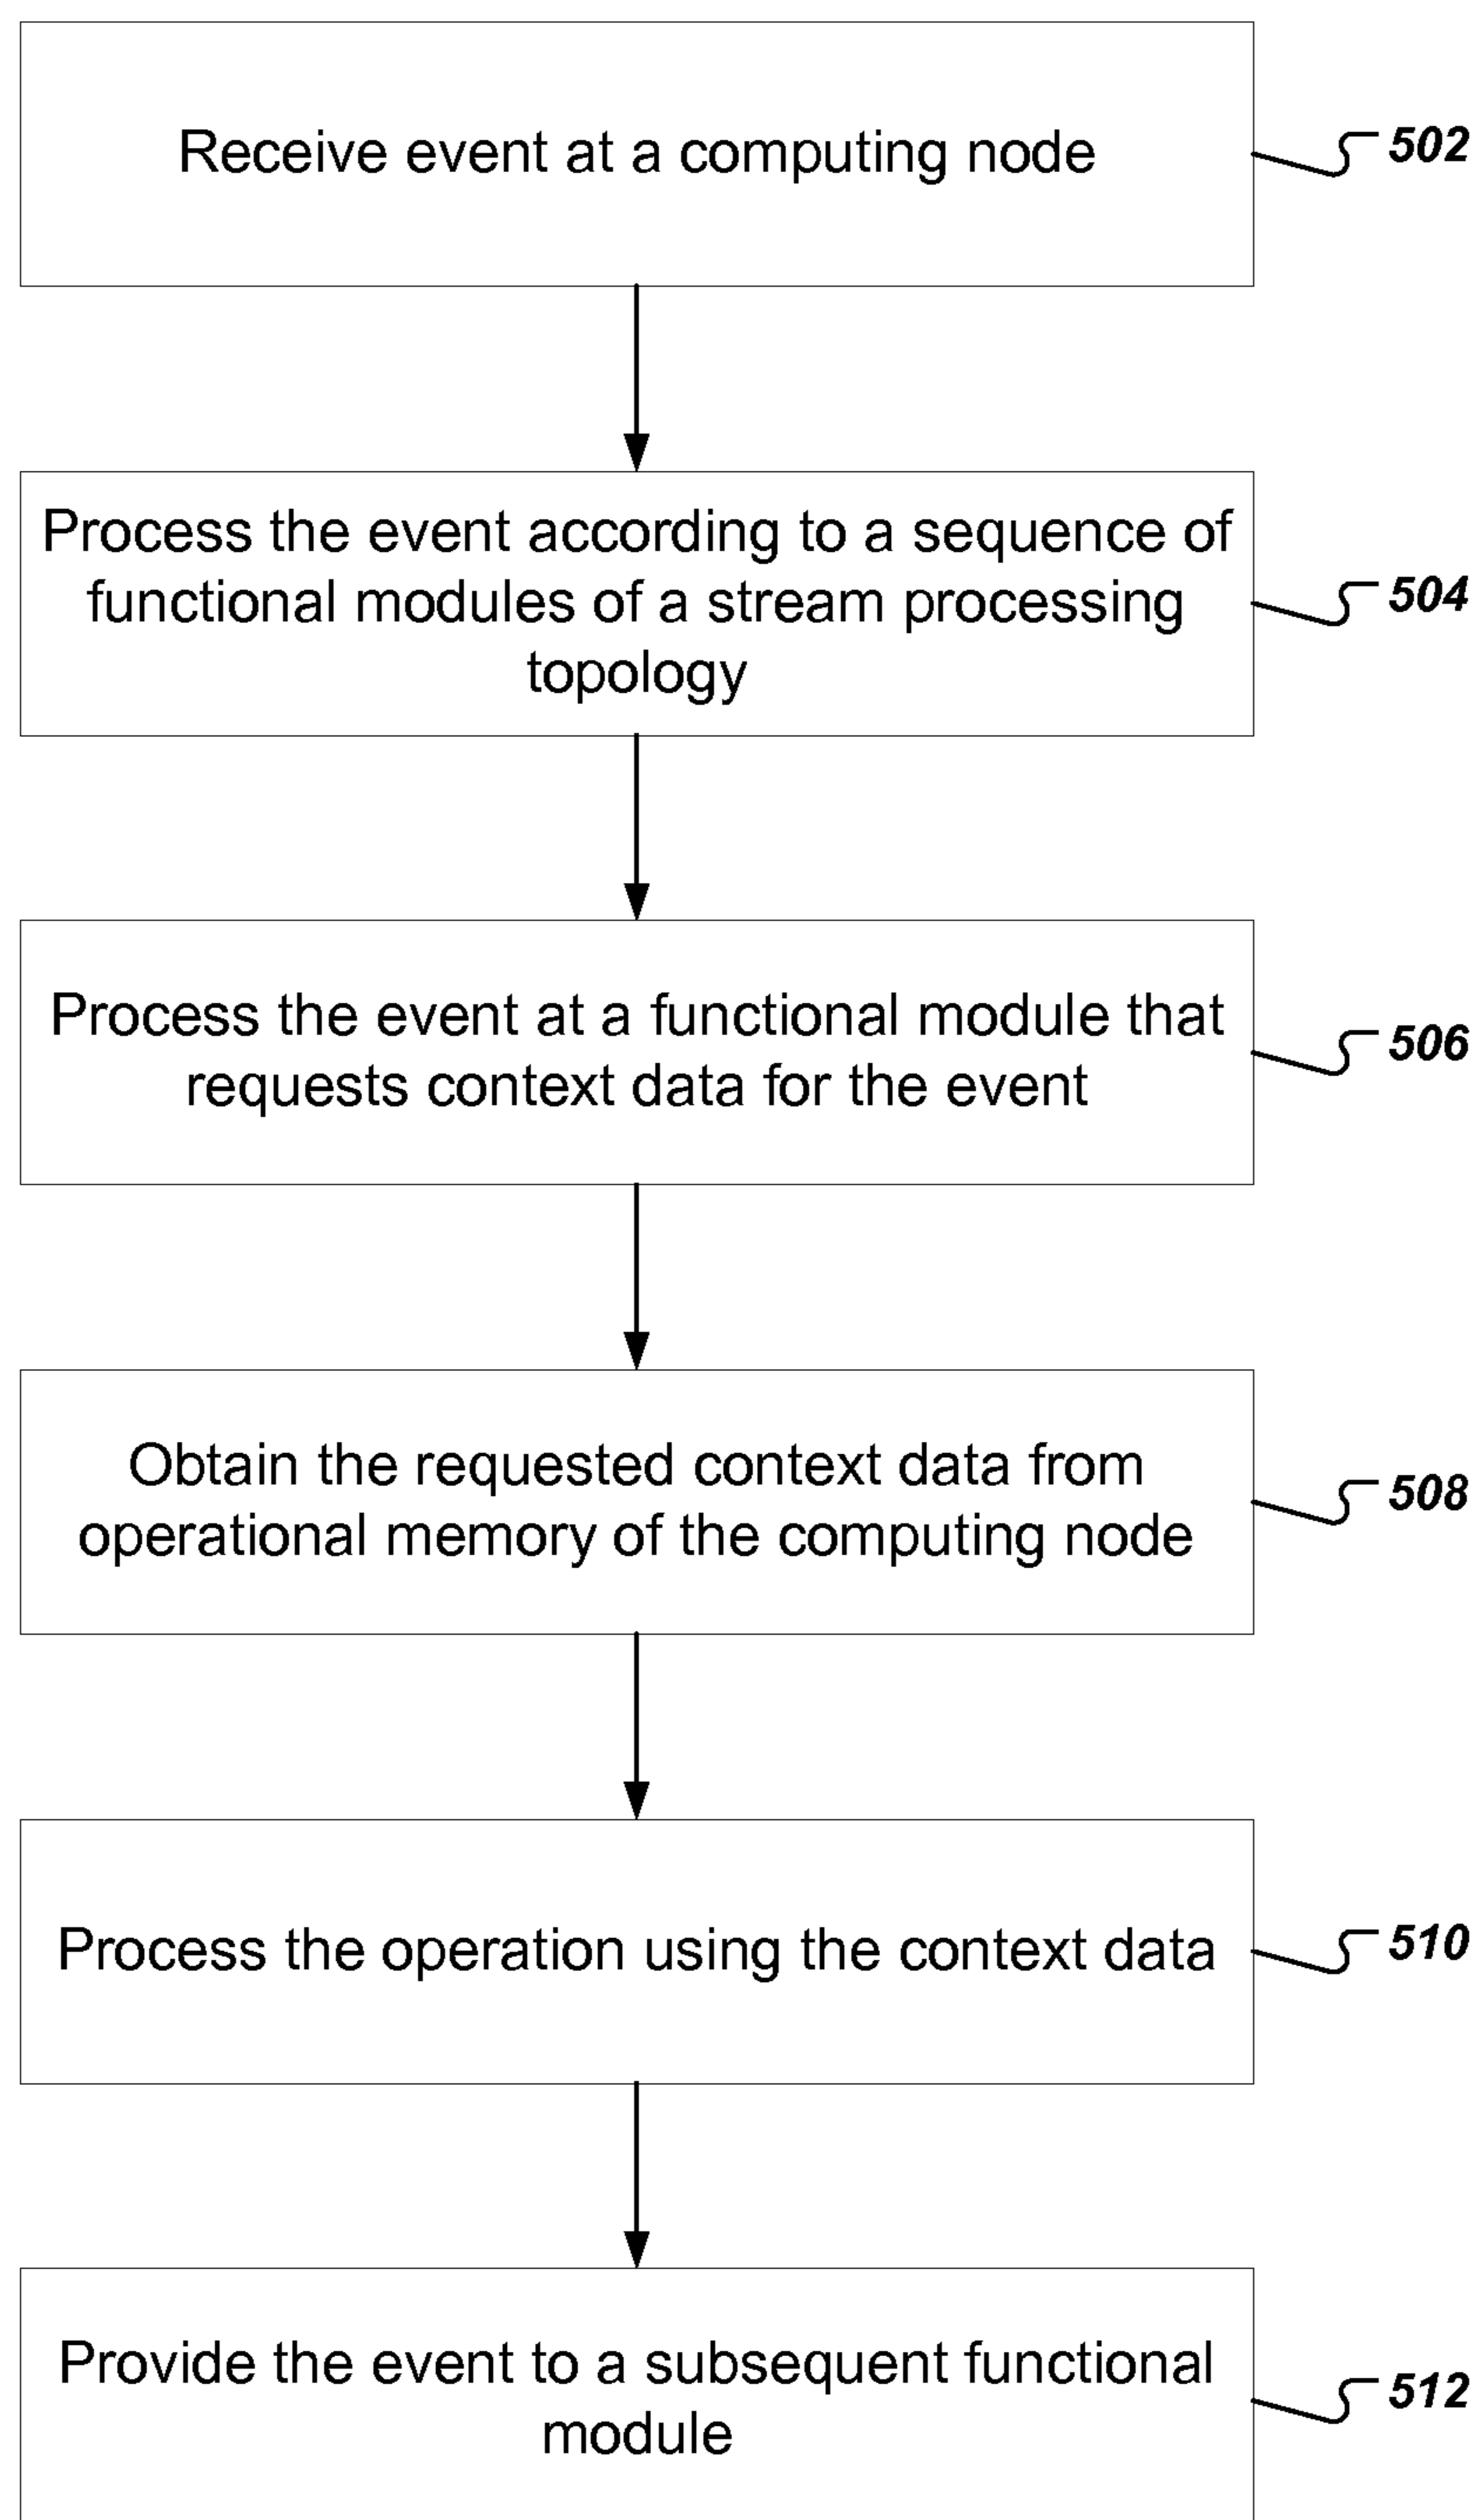 Receive event at a computing node
502
Process the event according to a sequence of
functional modules of a stream processing
topology
504
Process the event at a functional module that
requests context data for the event
506
Obtain the requested context data from
operational memory of the computing node
508
Process the operation using the context data
510
Provide the event to a subsequent functional
module
512